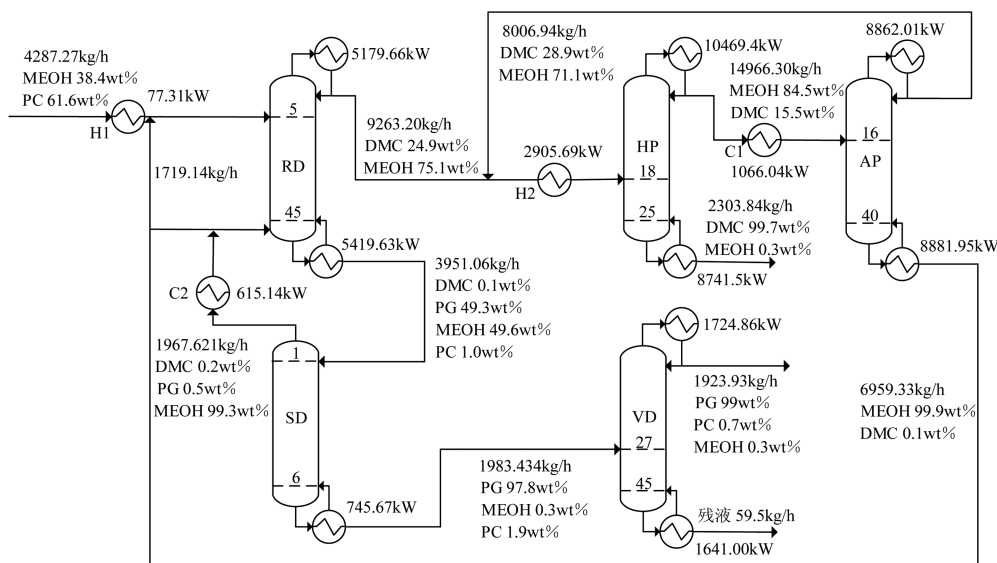 4287.27kg/h
MEOH 38.4wt%
PC 61.6wt%
77.31kW
H1
5179.66kW
5
RD
45
5419.63kW
1719.14kg/h
9263.20kg/h
DMC 24.9wt%
MEOH 75.1wt%
8006.94kg/h
DMC 28.9wt%
MEOH 71.1wt%
2905.69kW
H2
10469.4kW
HP
18
25
8741.5kW
14966.30kg/h
MEOH 84.5wt%
DMC 15.5wt%
C1
1066.04kW
2303.84kg/h
DMC 99.7wt%
MEOH 0.3wt%
8862.01kW
16
AP
40
8881.95kW
C2
615.14kW
3951.06kg/h
DMC 0.1wt%
PG 49.3wt%
MEOH 49.6wt%
PC 1.0wt%
1967.621kg/h
DMC 0.2wt%
PG 0.5wt%
MEOH 99.3wt%
1
SD
6
745.67kW
1983.434kg/h
PG 97.8wt%
MEOH 0.3wt%
PC 1.9wt%
1724.86kW
VD
27
45
1923.93kg/h
PG 99wt%
PC 0.7wt%
MEOH 0.3wt%
残液 59.5kg/h
1641.00kW
6959.33kg/h
MEOH 99.9wt%
DMC 0.1wt%